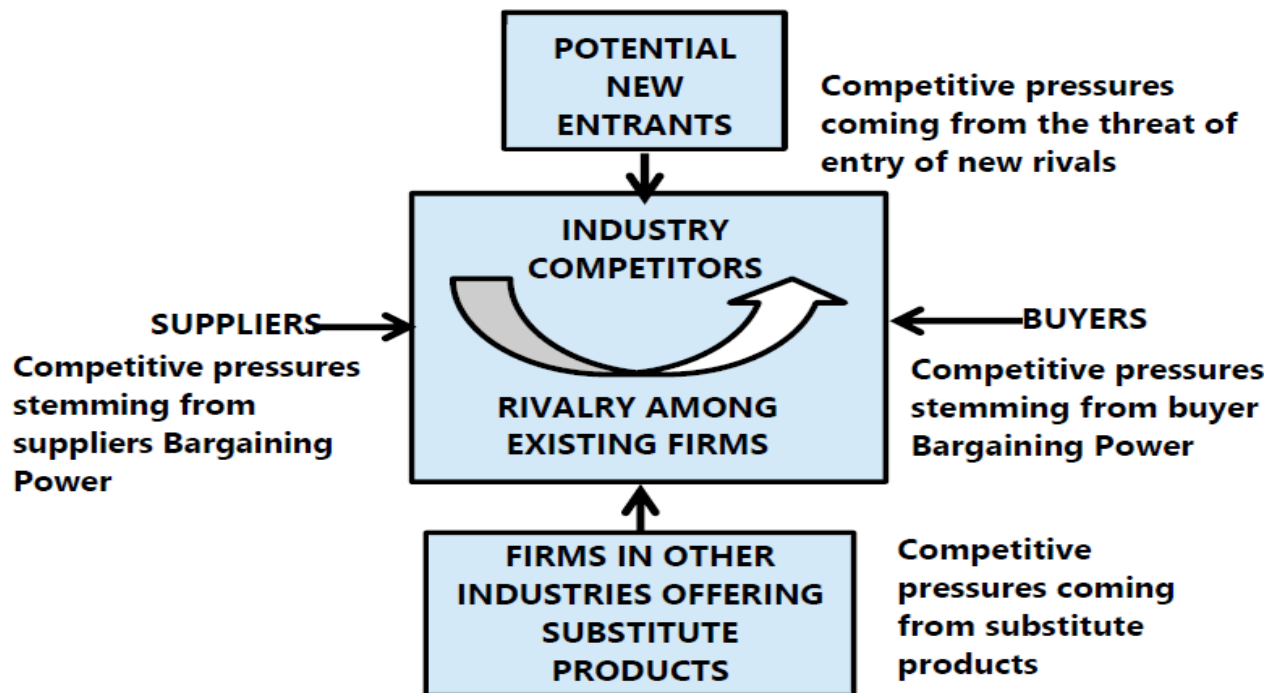 POTENTIAL
NEW
ENTRANTS
Competitive pressures
coming from the threat of
entry of new rivals
INDUSTRY
COMPETITORS
SUPPLIERS
Competitive pressures
stemming from
suppliers Bargaining
Power
RIVALRY AMONG
EXISTING FIRMS
BUYERS
Competitive pressures
stemming from buyer
Bargaining Power
FIRMS IN OTHER
INDUSTRIES OFFERING
SUBSTITUTE
PRODUCTS
Competitive
pressures coming
from substitute
products